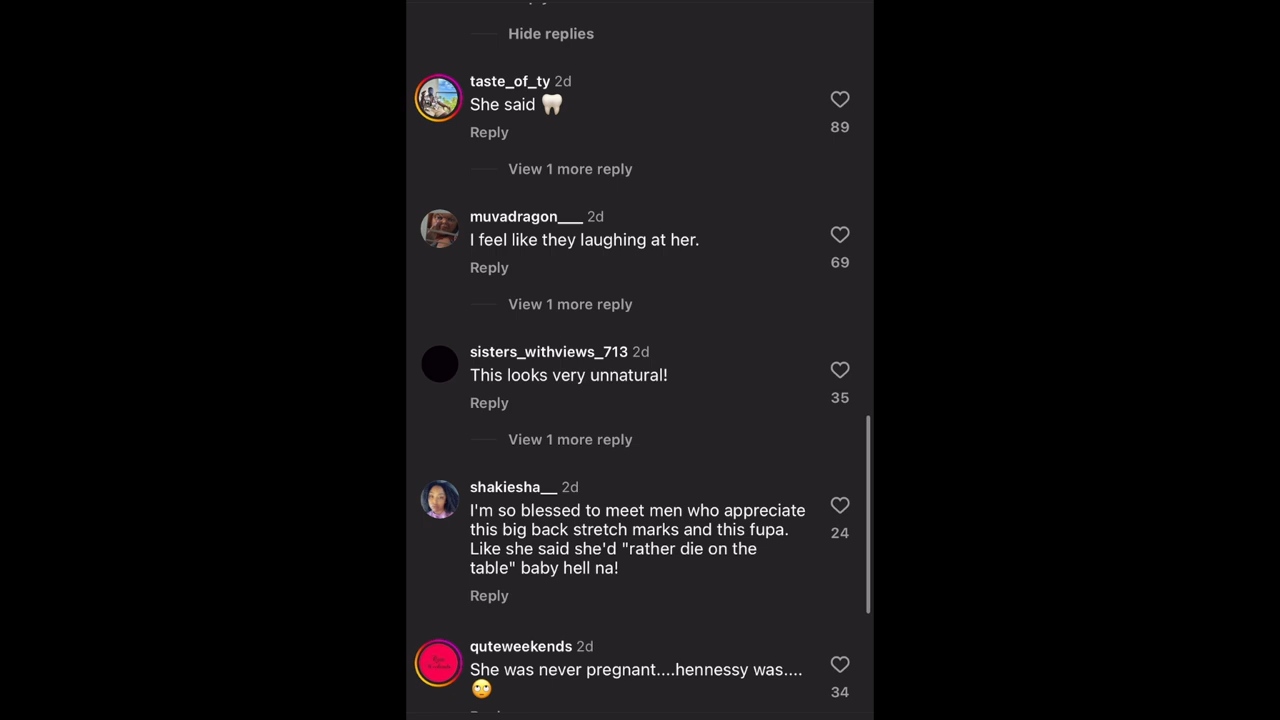 Hide replies
taste_of_ty 2d
She said 🦷
89
Reply
View 1 more reply
muvadragon___ 2d
I feel like they laughing at her.
69
Reply
View 1 more reply
sisters_withviews_713 2d
This looks very unnatural!
35
Reply
View 1 more reply
shakiesha__ 2d
I'm so blessed to meet men who appreciate
this big back stretch marks and this fupa.
24
Like she said she'd "rather die on the
table" baby hell na!
Reply
quteweekends 2d
She was never pregnant....hennessy was....
🙄
34